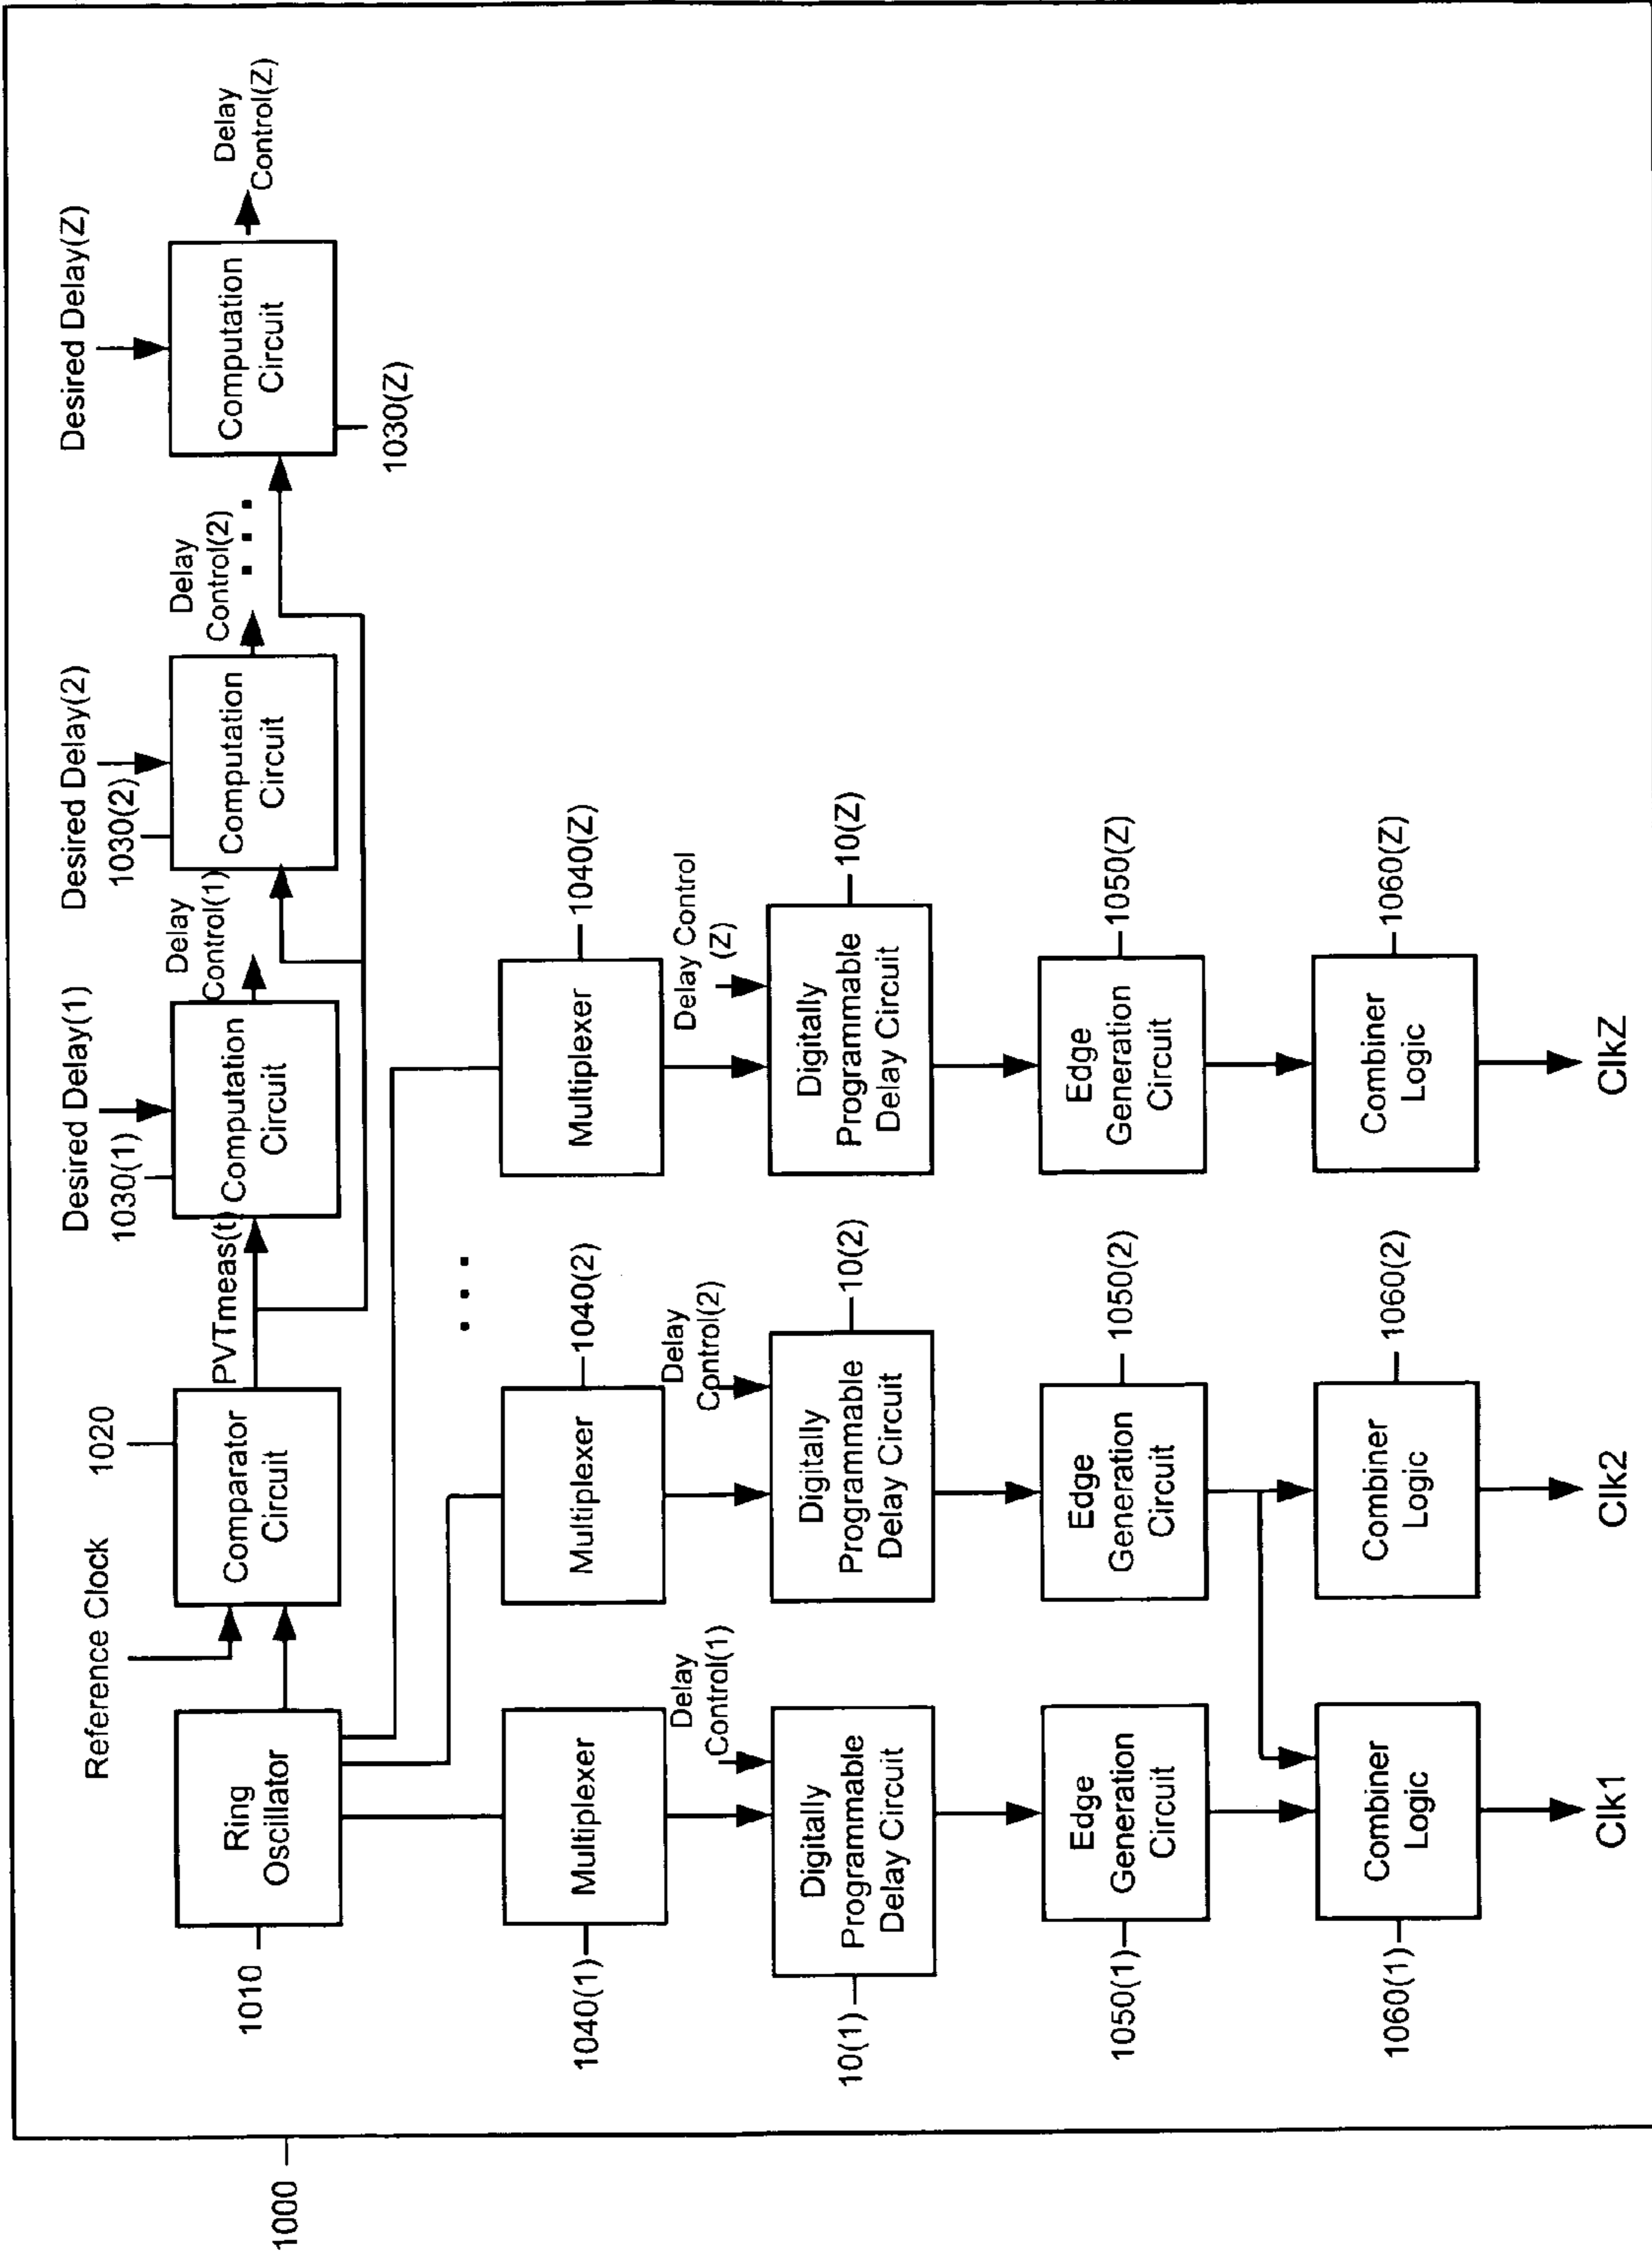 1000
Reference Clock
1020
Desired Delay(1)
1030(1)
Desired Delay(2)
1030(2)
Desired Delay(Z)
1010
Ring
Oscillator
Comparator
Circuit
PVTmeas(t)
Computation
Circuit
Delay
Control(1)
Computation
Circuit
Delay
Control(2)
. . .
Computation
Circuit
Delay
Control(Z)
1030(Z)
. . .
1040(1)
Multiplexer
Multiplexer
1040(2)
Multiplexer
1040(Z)
Delay
Control(1)
Delay
Control(2)
Delay Control
(Z)
10(1)
Digitally
Programmable
Delay Circuit
Digitally
Programmable
Delay Circuit
10(2)
Digitally
Programmable
Delay Circuit
10(Z)
1050(1)
Edge
Generation
Circuit
Edge
Generation
Circuit
1050(2)
Edge
Generation
Circuit
1050(Z)
1060(1)
Combiner
Logic
Combiner
Logic
1060(2)
Combiner
Logic
1060(Z)
Clk1
Clk2
ClkZ